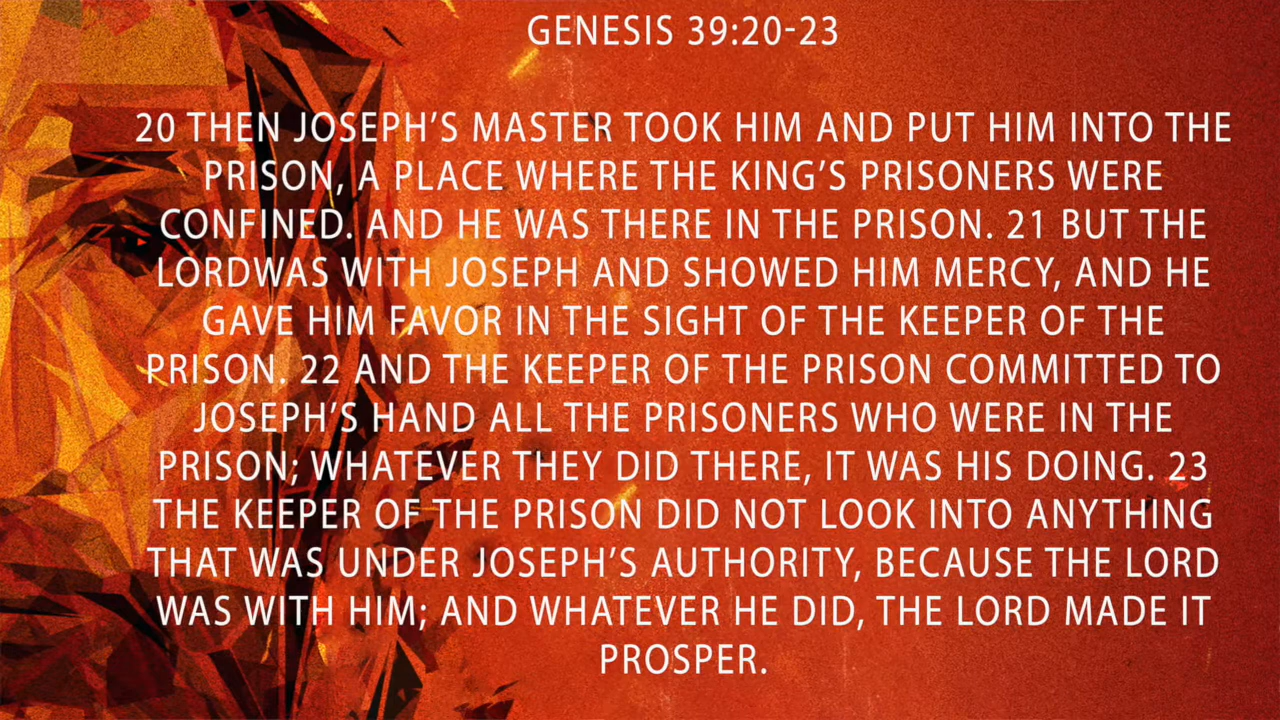 GENESIS 39:20-23
20 THEN JOSEPH’S MASTER TOOK HIM AND PUT HIM INTO THE
PRISON, A PLACE WHERE THE KING’S PRISONERS WERE
CONFINED. AND HE WAS THERE IN THE PRISON. 21 BUT THE
LORDWAS WITH JOSEPH AND SHOWED HIM MERCY, AND HE
GAVE HIM FAVOR IN THE SIGHT OF THE KEEPER OF THE
PRISON. 22 AND THE KEEPER OF THE PRISON COMMITTED TO
JOSEPH’S HAND ALL THE PRISONERS WHO WERE IN THE
PRISON; WHATEVER THEY DID THERE, IT WAS HIS DOING. 23
THE KEEPER OF THE PRISON DID NOT LOOK INTO ANYTHING
THAT WAS UNDER JOSEPH’S AUTHORITY, BECAUSE THE LORD
WAS WITH HIM; AND WHATEVER HE DID, THE LORD MADE IT
PROSPER.